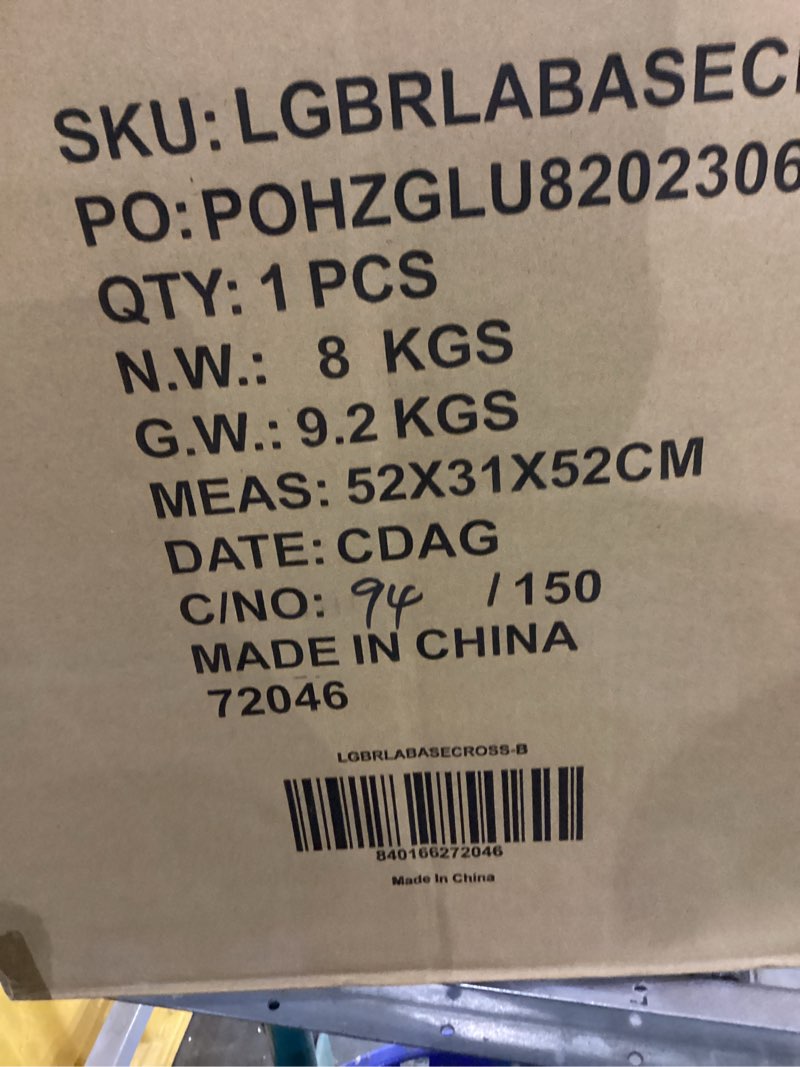 SKU: LGBRLABASEC
PO: POHZGLU8202306
QTY: 1 PCS
N.W.: 8 KGS
G.W.: 9.2 KGS
MEAS: 52X31X52CM
DATE: CDAG
C/NO: 94 / 150
MADE IN CHINA
72046
LGBRLABASECROSS-B
840166272046
Made In China